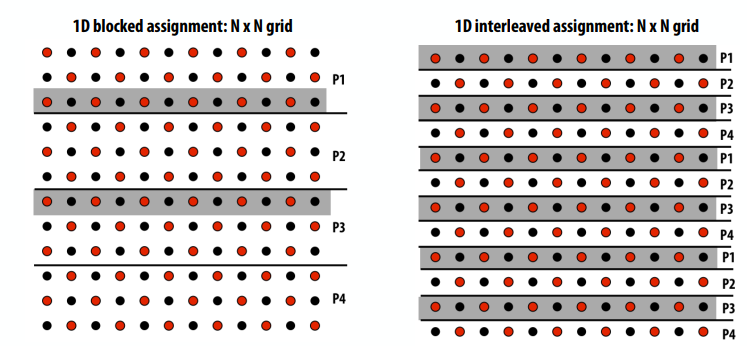 1D blocked assignment: N x N grid
P1
P2
P3
P4
1D interleaved assignment: N x N grid
P1
P2
P3
P4
P1
P2
P3
P4
P1
P2
P3
P4